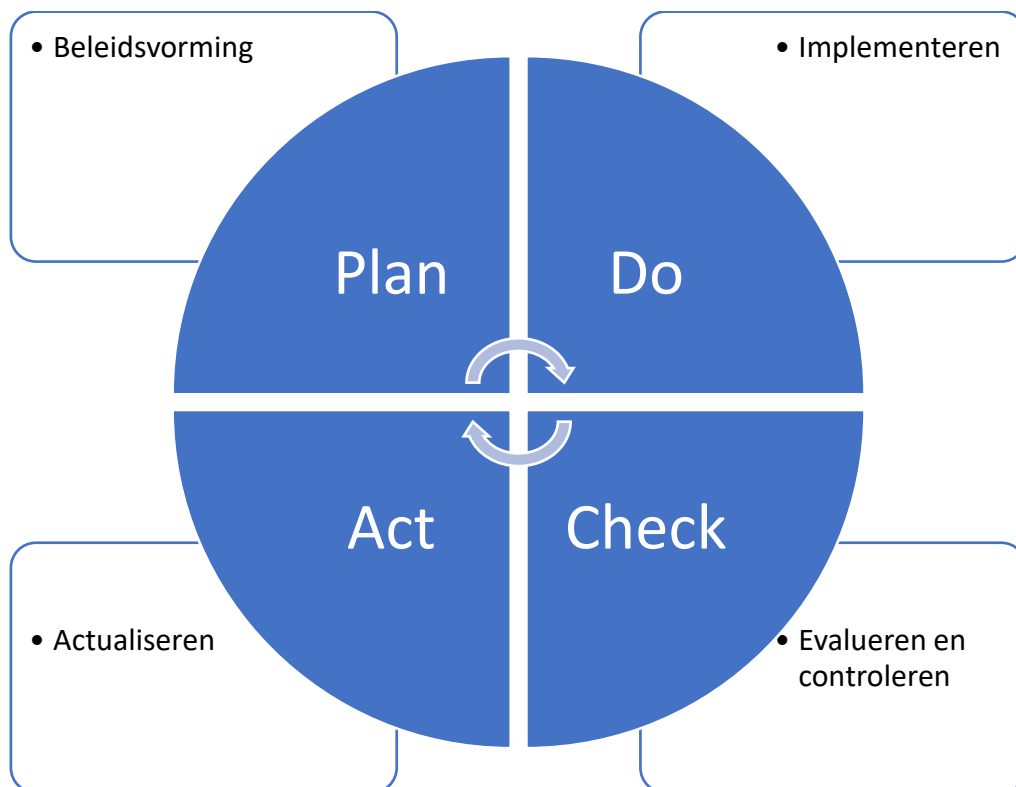 • Beleidsvorming
• Implementeren
Plan
Do
Act
Check
• Actualiseren
• Evalueren en
controleren